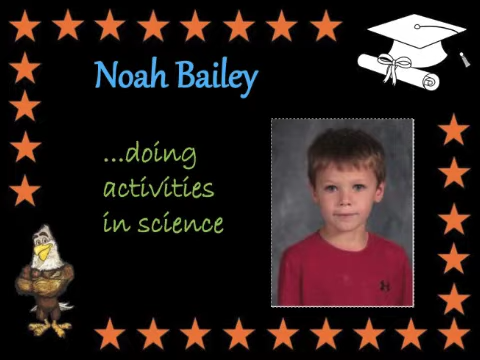 Noah Bailey
...doing
activities
in science